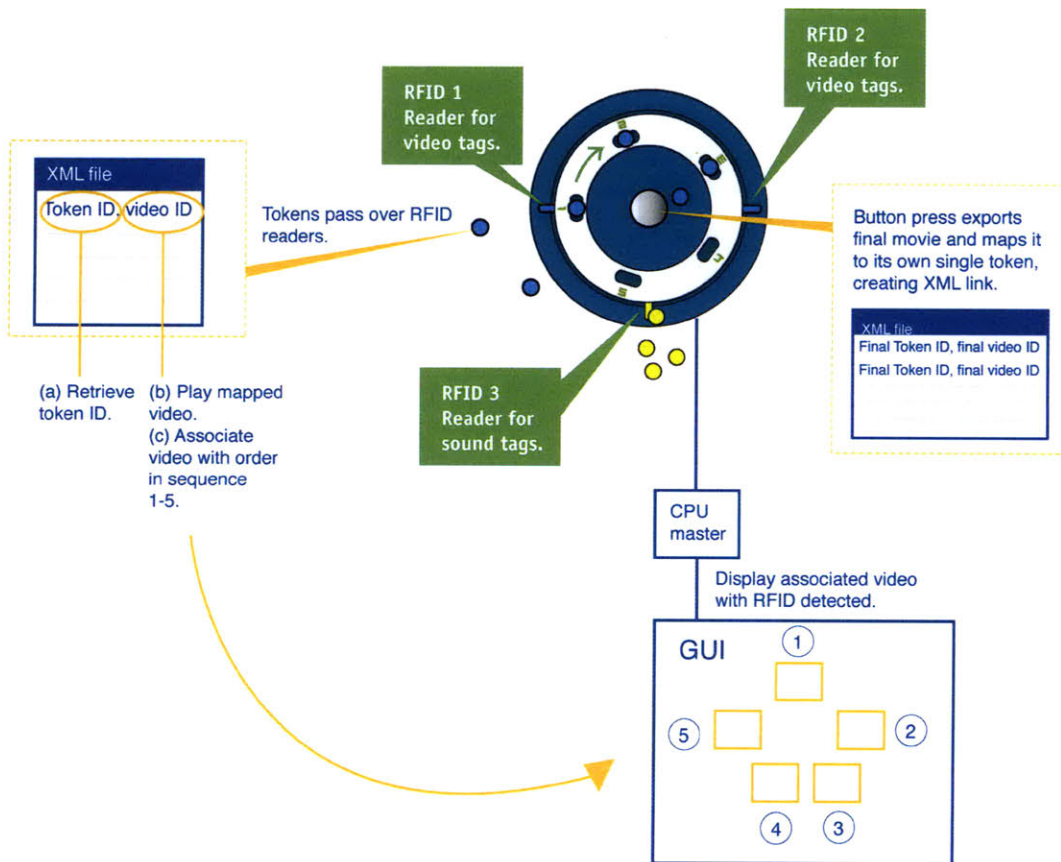 RFID 1
Reader for
video tags.
RFID 2
Reader for
video tags.
XML file
Token ID, video ID
Tokens pass over RFID
readers.
(a) Retrieve
token ID.
(b) Play mapped
video.
(c) Associate
video with order
in sequence
1-5.
RFID 3
Reader for
sound tags.
Button press exports
final movie and maps it
to its own single token,
creating XML link.
XML file
Final Token ID, final video ID
Final Token ID, final video ID
CPU
master
Display associated video
with RFID detected.
GUI
1
5
2
4
3